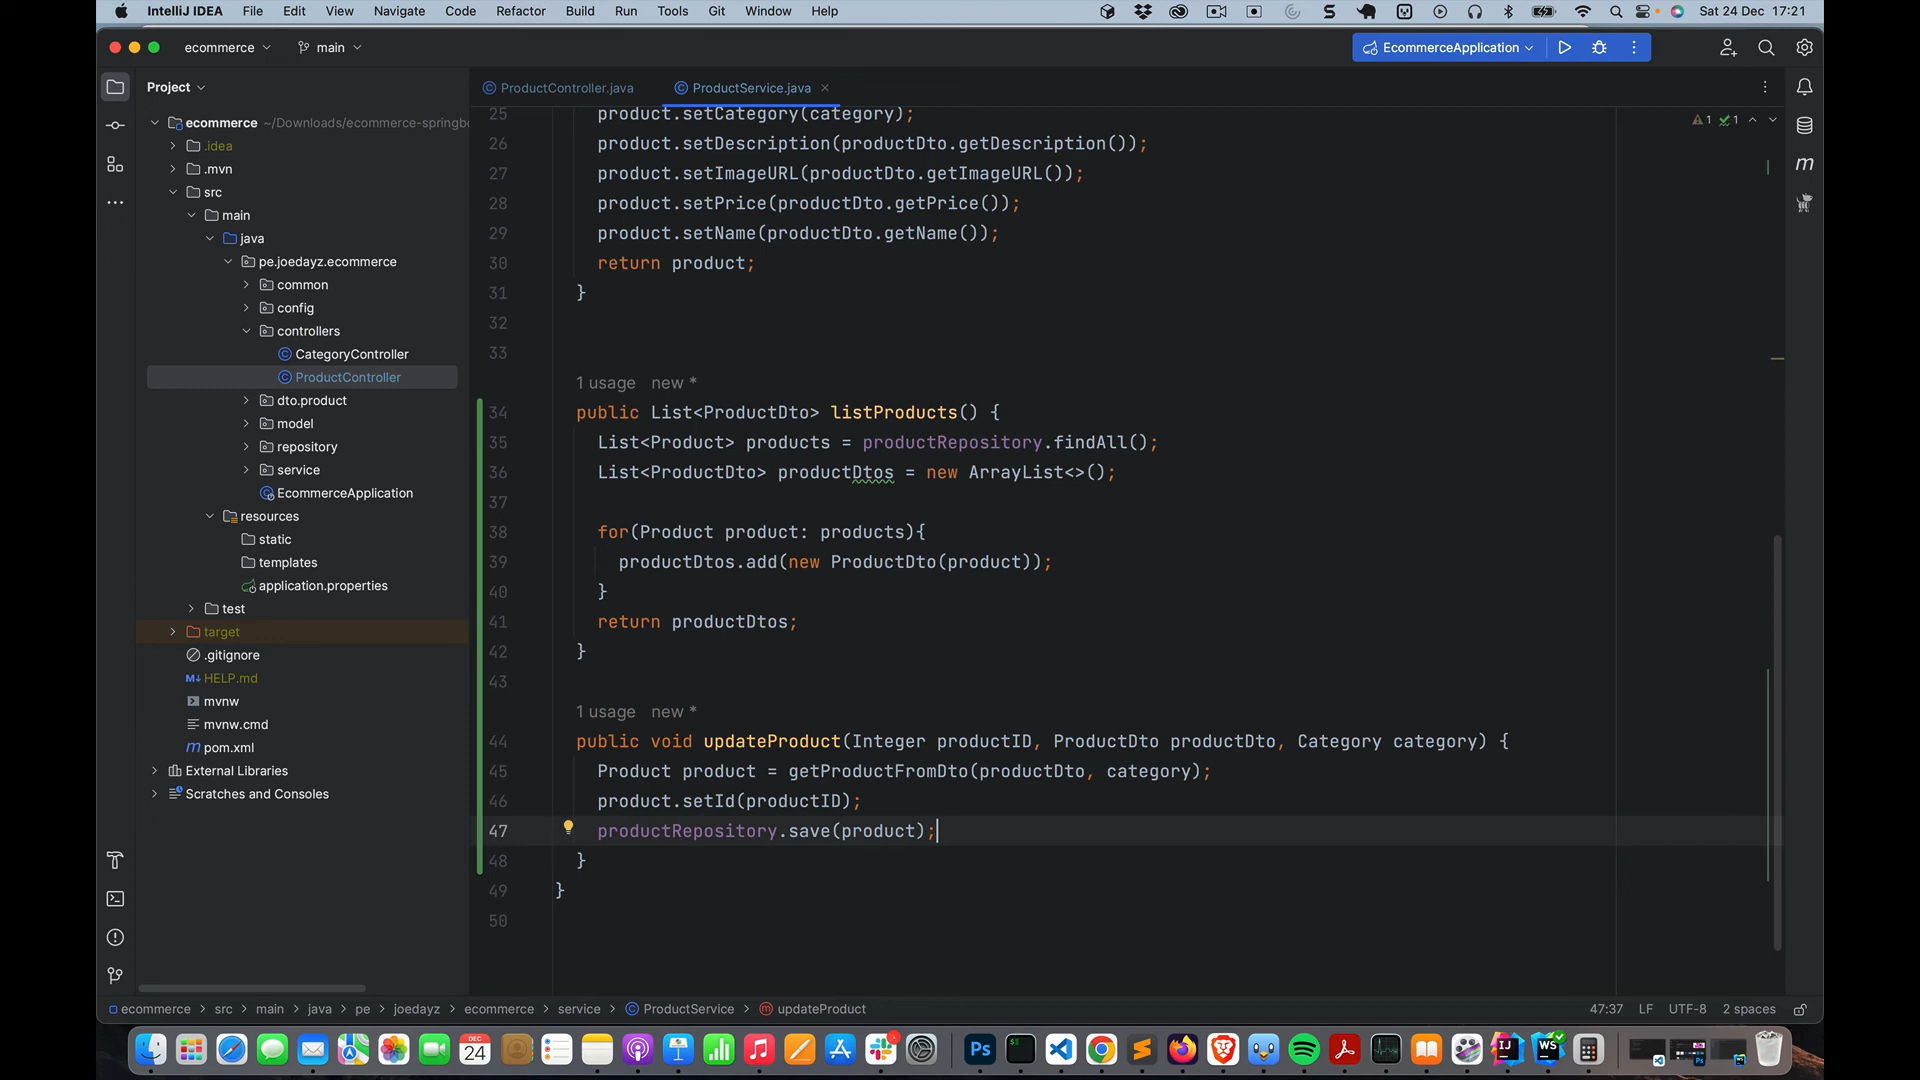 IntelliJ IDEA File Edit View Navigate Code Refactor Build Run Tools Git Window Help Sat 24 Dec 17:21
ecommerce main EcommerceApplication
Project
ProductController.java ProductService.java
ecommerce ~/Downloads/ecommerce-springbo
.idea
.mvn
src
main
java
pe.joedayz.ecommerce
common
config
controllers
CategoryController
ProductController
dto.product
model
repository
service
EcommerceApplication
resources
static
templates
application.properties
test
target
.gitignore
M↓ HELP.md
mvnw
mvnw.cmd
m pom.xml
External Libraries
Scratches and Consoles
1 1
25 product.setCategory(category);
26 product.setDescription(productDto.getDescription());
27 product.setImageURL(productDto.getImageURL());
28 product.setPrice(productDto.getPrice());
29 product.setName(productDto.getName());
30 return product;
31 }
32
33
1 usage new *
34 public List<ProductDto> listProducts() {
35 List<Product> products = productRepository.findAll();
36 List<ProductDto> productDtos = new ArrayList<>();
37
38 for(Product product: products){
39 productDtos.add(new ProductDto(product));
40 }
41 return productDtos;
42 }
43
1 usage new *
44 public void updateProduct(Integer productID, ProductDto productDto, Category category) {
45 Product product = getProductFromDto(productDto, category);
46 product.setId(productID);
47 productRepository.save(product);
48 }
49 }
50
m
ecommerce > src > main > java > pe > joedayz > ecommerce > service > ProductService > updateProduct 47:37 LF UTF-8 2 spaces
DEC
24
Ps
IJ
WS